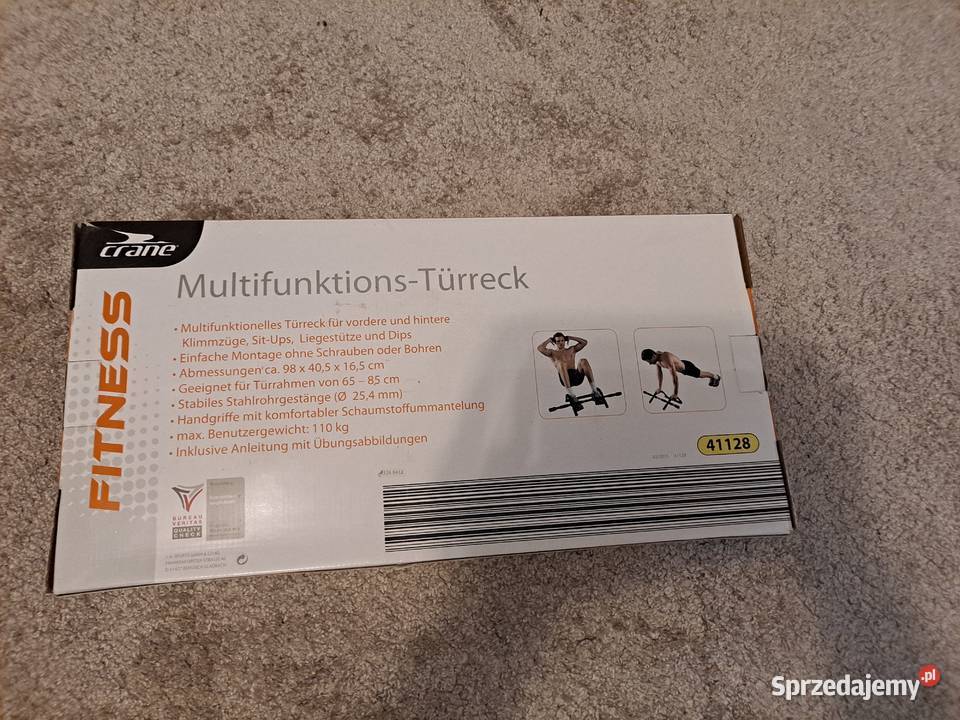 crane
FITNESS
Multifunktions-Türreck
• Multifunktionelles Türreck für vordere und hintere
Klimmzüge, Sit-Ups, Liegestütze und Dips
• Einfache Montage ohne Schrauben oder Bohren
• Abmessungen ca. 98 x 40,5 x 16,5 cm
• Geeignet für Türrahmen von 65 – 85 cm
• Stabiles Stahlrohrgestänge (Ø 25,4 mm)
• Handgriffe mit komfortabler Schaumstoffummantelung
• max. Benutzergewicht: 110 kg
• Inklusive Anleitung mit Übungsabbildungen
41128
BUREAU
VERITAS
QUALITY
CHECK
Sprzedajemy.pl